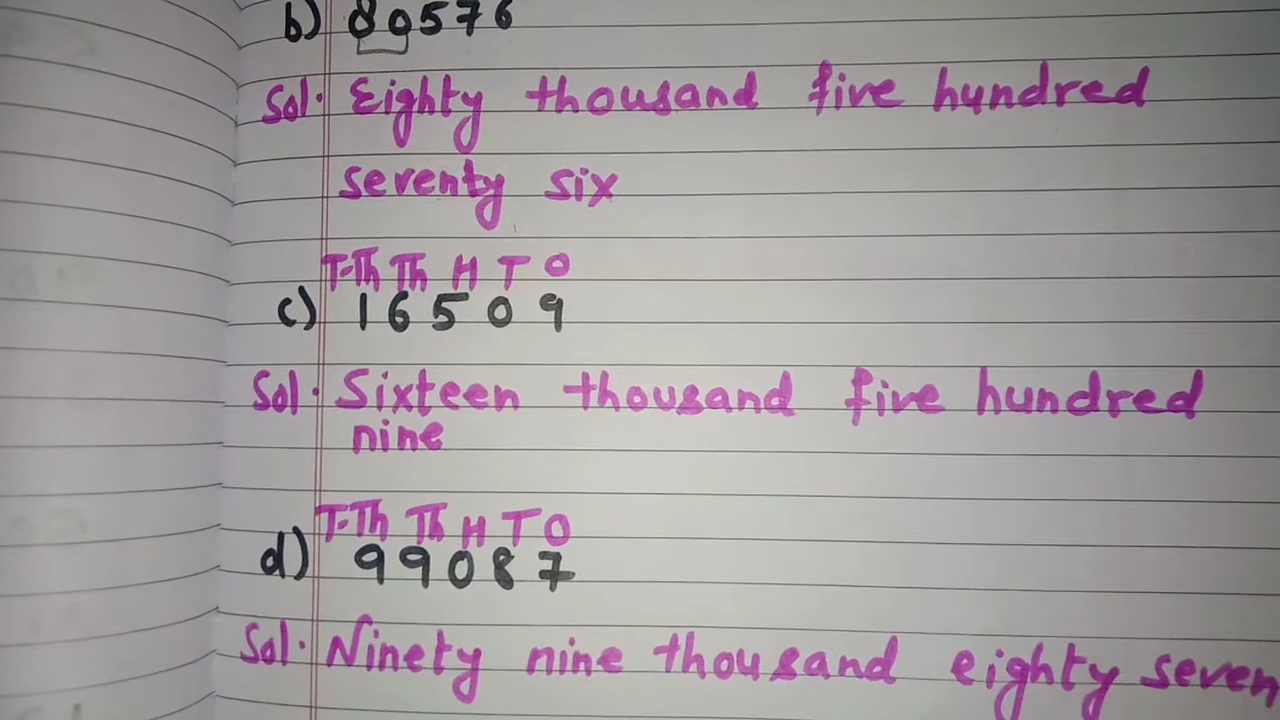 b) 80576
Sol. Eighty thousand five hundred
seventy six
T-Th Th H T O
c) 16509
Sol. Sixteen thousand five hundred
nine
T-Th Th H T O
d) 99087
Sol. Ninety nine thousand eighty seven